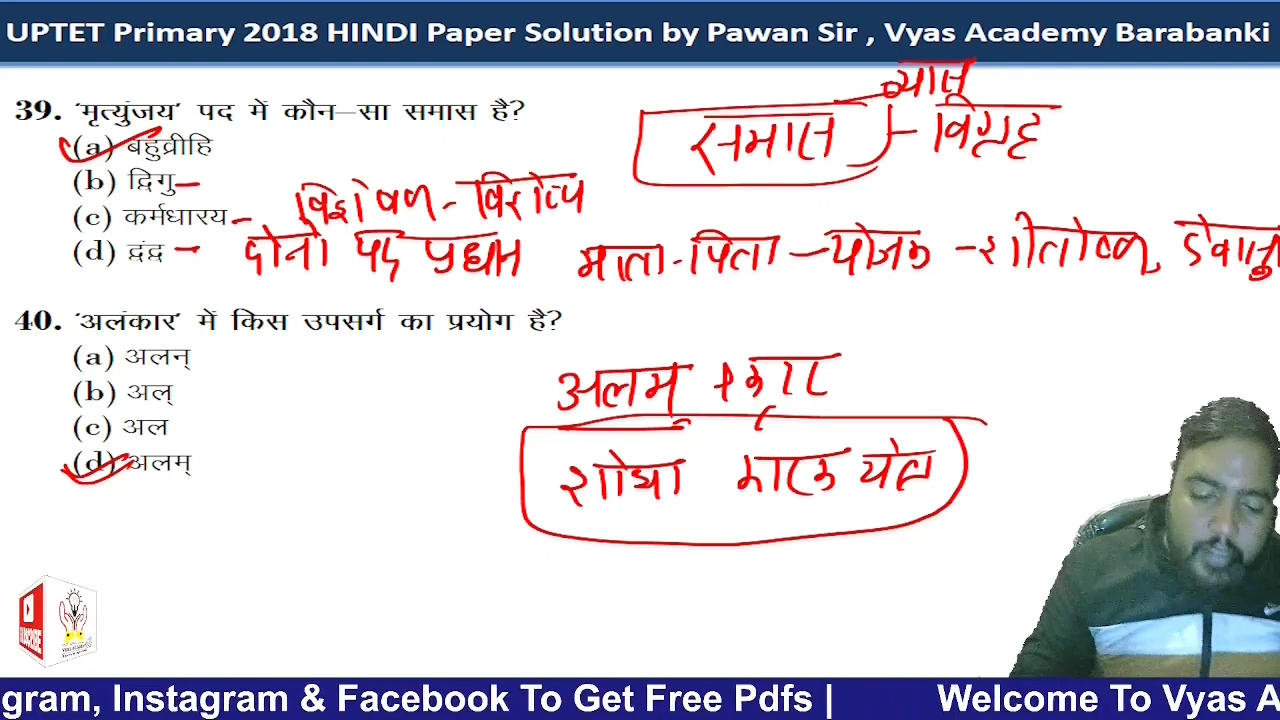 UPTET Primary 2018 HINDI Paper Solution by Pawan Sir , Vyas Academy Barabanki
व्यास
39. 'मृत्युंजय' पद में कौन–सा समास है?
समास – विग्रह
(a) बहुव्रीहि
(b) द्विगु –
विशेषण - विशेष्य
(c) कर्मधारय –
(d) द्वंद्व – दोनो पद प्रधान माता - पिता – योजक – शीतोष्ण,
40. 'अलंकार' में किस उपसर्ग का प्रयोग है?
(a) अलन्
अलम् + कार
(b) अल्
(c) अल
(d) अलम्
शोभा कारक
SUBSCRIBE
gram, Instagram & Facebook To Get Free Pdfs | Welcome To Vyas A